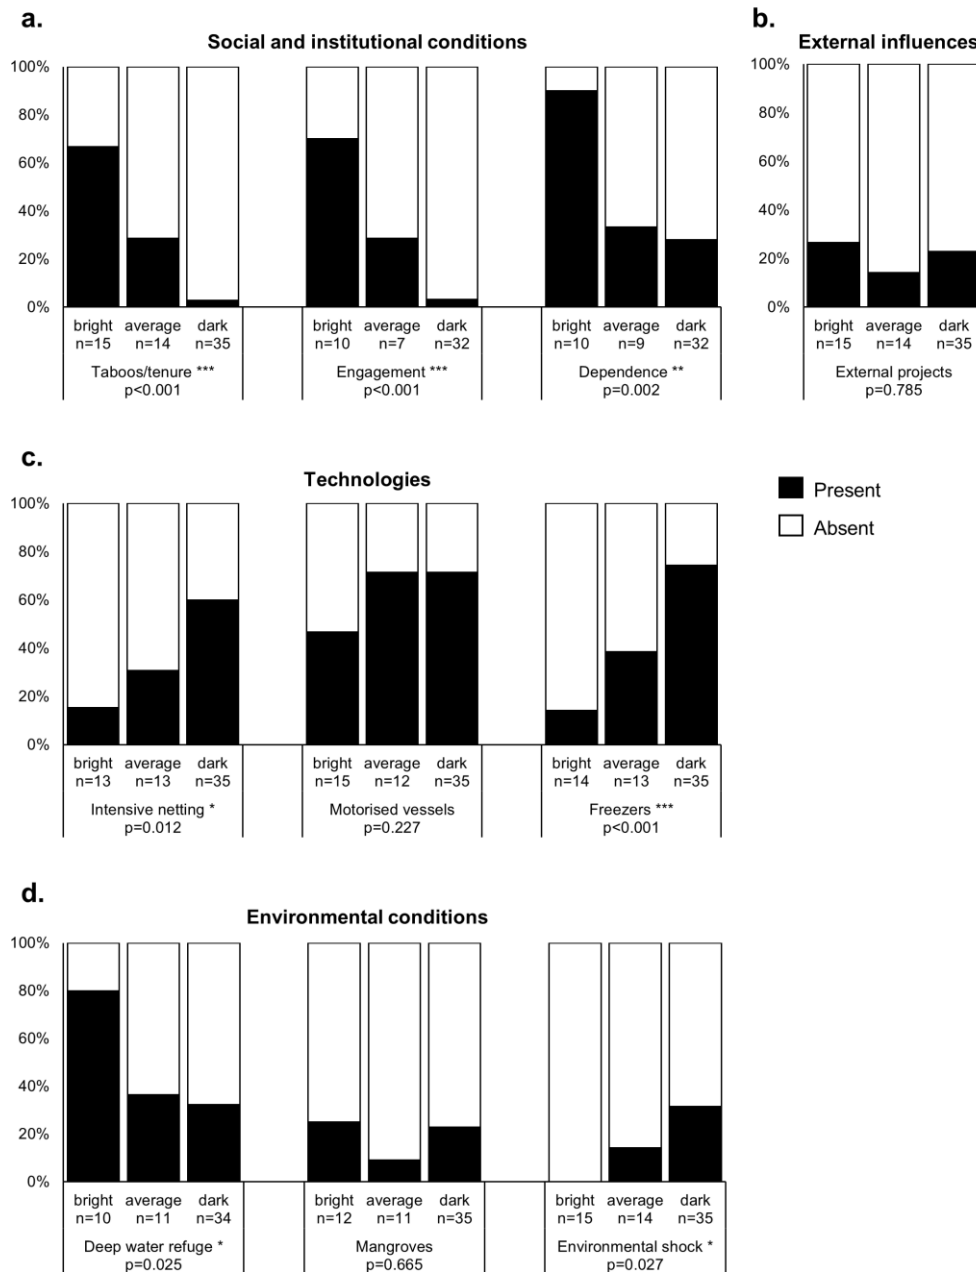 a.
Social and institutional conditions
100%
80%
60%
40%
20%
0%
bright average dark
n=15 n=14 n=35
Taboos/tenure ***
p<0.001
bright average dark
n=10 n=7 n=32
Engagement ***
p<0.001
bright average dark
n=10 n=9 n=32
Dependence **
p=0.002
b.
External influences
100%
80%
60%
40%
20%
0%
bright average dark
n=15 n=14 n=35
External projects
p=0.785
c.
Technologies
100%
80%
60%
40%
20%
0%
bright average dark
n=13 n=13 n=35
Intensive netting *
p=0.012
bright average dark
n=15 n=12 n=35
Motorised vessels
p=0.227
bright average dark
n=14 n=13 n=35
Freezers ***
p<0.001
Present
Absent
d.
Environmental conditions
100%
80%
60%
40%
20%
0%
bright average dark
n=10 n=11 n=34
Deep water refuge *
p=0.025
bright average dark
n=12 n=11 n=35
Mangroves
p=0.665
bright average dark
n=15 n=14 n=35
Environmental shock *
p=0.027